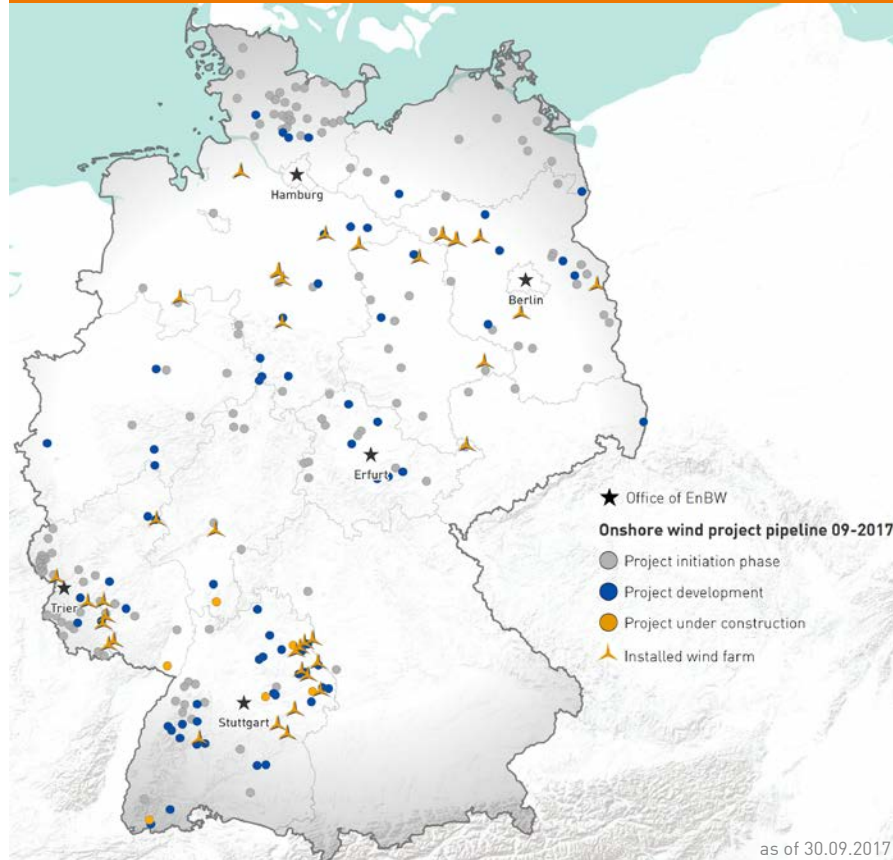 Hamburg
Berlin
Erfurt
Office of EnBW
Onshore wind project pipeline 09-2017
Project initiation phase
Project development
Trier
Project under construction
Installed wind farm
Stuttgart
as of 30.09.2017